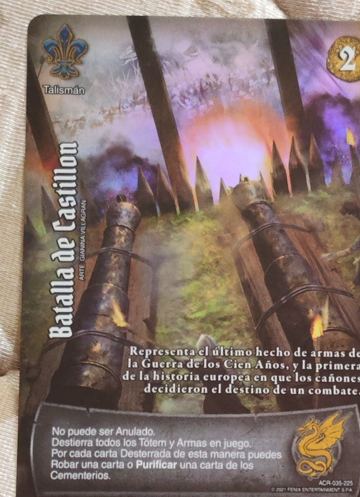 Talismán
2
Batalla de Castillon
ARTE: GIANNINA VILLAGRAN
Representa el último hecho de armas de
la Guerra de los Cien Años, y la primera
de la historia europea en que los cañones
decidieron el destino de un combate.
No puede ser Anulado.
Destierra todos los Tótem y Armas en juego.
Por cada carta Desterrada de esta manera puedes
Robar una carta o Purificar una carta de los
Cementerios.
ACR-035-225
© 2021 FENIX ENTERTAINMENT S.P.A